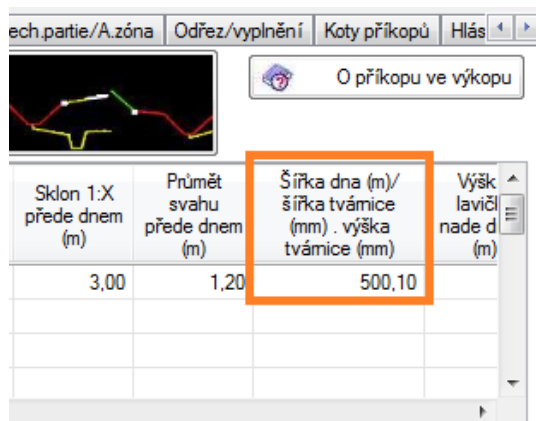 ech.partie/A.zóna Odřez/vyplnění Koty příkopů Hlás
O příkopu ve výkopu
Sklon 1:X
přede dnem
(m)
Průmět
svahu
přede dnem
(m)
Šířka dna (m)/
šířka tvárnice
(mm) . výška
tvárnice (mm)
Výšk
lavičl
nade d
(m)
3,00 1,20 500,10